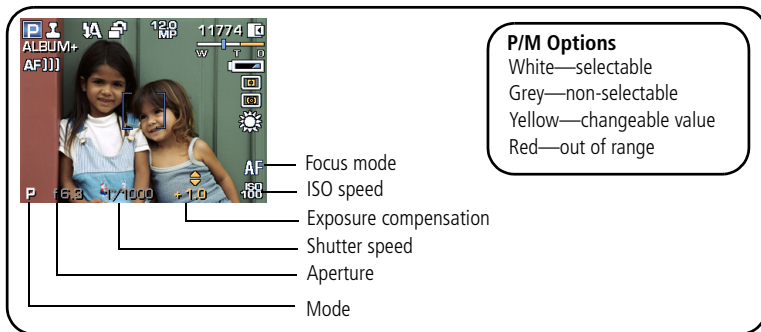 P A 12.0 MP 11774
ALBUM+
W T D
AF
AF
ISO 100
P f6.3 1/1000 +1.0
P/M Options
White—selectable
Grey—non-selectable
Yellow—changeable value
Red—out of range
Focus mode
ISO speed
Exposure compensation
Shutter speed
Aperture
Mode